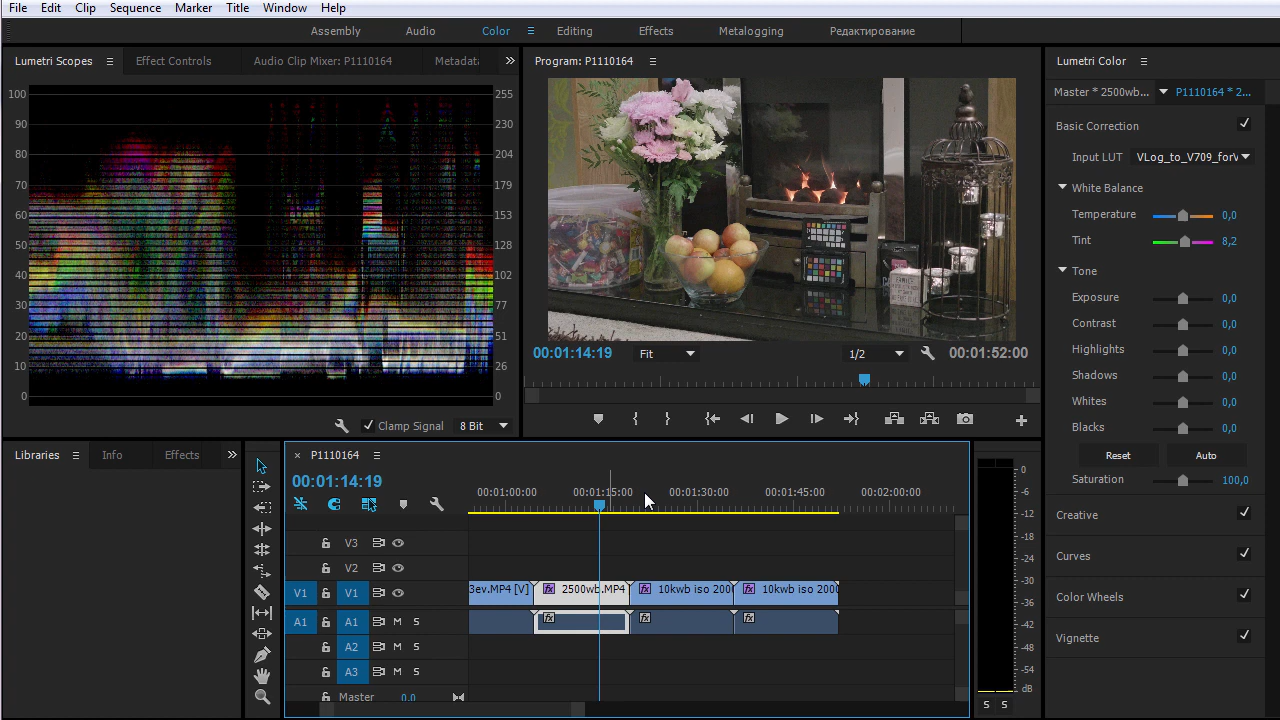 File Edit Clip Sequence Marker Title Window Help
Assembly Audio Color Editing Effects Metalogging Редактирование
Lumetri Scopes Effect Controls Audio Clip Mixer: P1110164 Metadata
100 255
90 230
80 204
70 179
60 153
50 128
40 102
30 77
20 51
10 26
0 0
Clamp Signal 8 Bit
Program: P1110164
00:01:14:19 Fit 1/2 00:01:52:00
Lumetri Color
Master * 2500wb... P1110164 * 2...
Basic Correction
Input LUT VLog_to_V709_forV
White Balance
Temperature 0,0
Tint 8,2
Tone
Exposure 0,0
Contrast 0,0
Highlights 0,0
Shadows 0,0
Whites 0,0
Blacks 0,0
Reset Auto
Saturation 100,0
Creative
Curves
Color Wheels
Vignette
Libraries Info Effects
× P1110164
00:01:14:19
00:01:00:00 00:01:15:00 00:01:30:00 00:01:45:00 00:02:00:00
V3
V2
V1 V1 3ev.MP4 [V] fx 2500wb.MP4 fx 10kwb iso 200 fx 10kwb iso 2000
A1 A1 M S fx fx fx
A2 M S
A3 M S
Master 0,0
0
-6
-12
-18
-24
-30
-36
-42
-48
-54
dB
S S